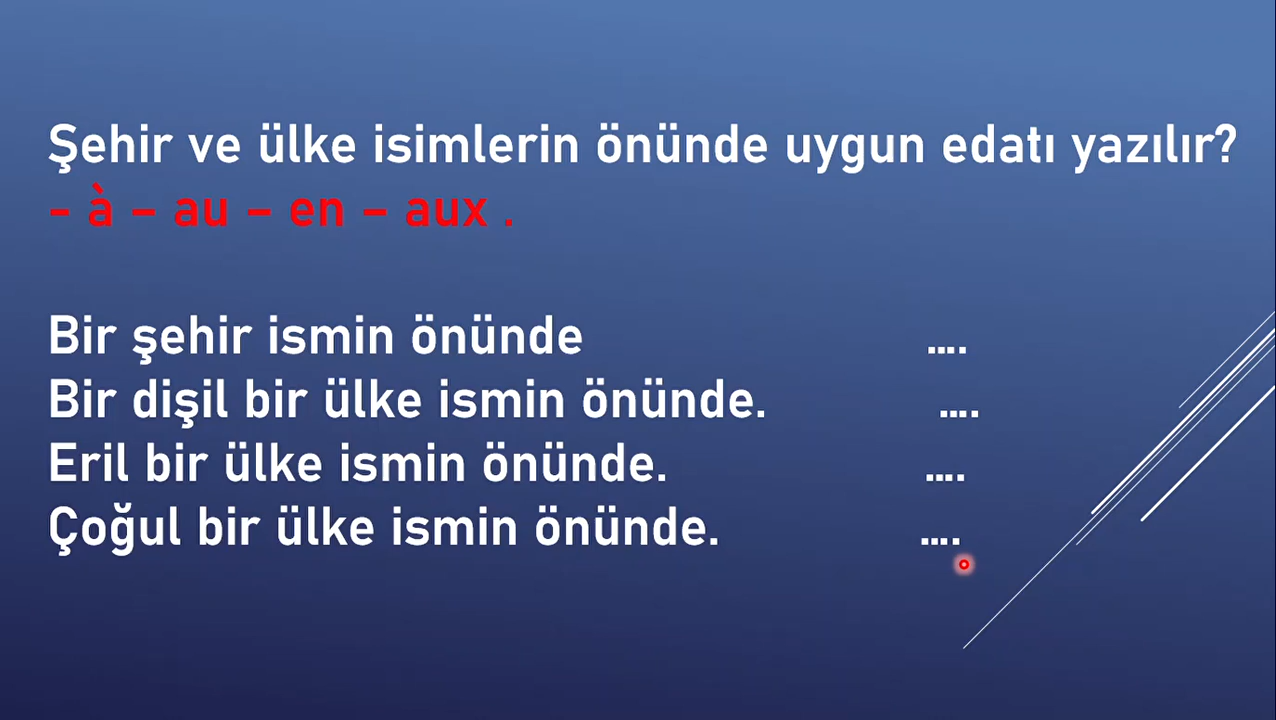 Şehir ve ülke isimlerin önünde uygun edatı yazılır?
- à – au – en – aux .
Bir şehir ismin önünde ....
Bir dişil bir ülke ismin önünde. ....
Eril bir ülke ismin önünde. ....
Çoğul bir ülke ismin önünde. ....